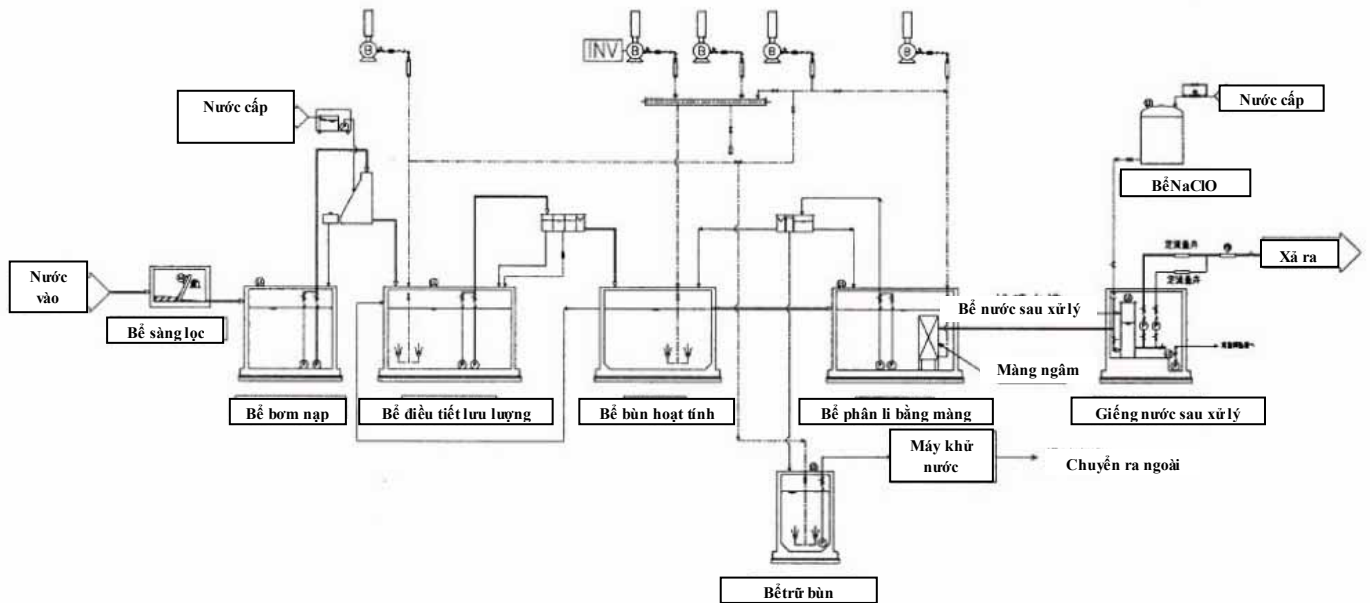 B
INV
B
B
B
B
Nước cấp
Nước cấp
BểNaClO
Nước
vào
Xả ra
Bể sàng lọc
Bể nước sau xử lý
Màng ngâm
Bể bơm nạp
Bể điều tiết lưu lượng
Bể bùn hoạt tính
Bể phân li bằng màng
Giếng nước sau xử lý
Máy khử
nước
Chuyển ra ngoài
Bểtrữ bùn